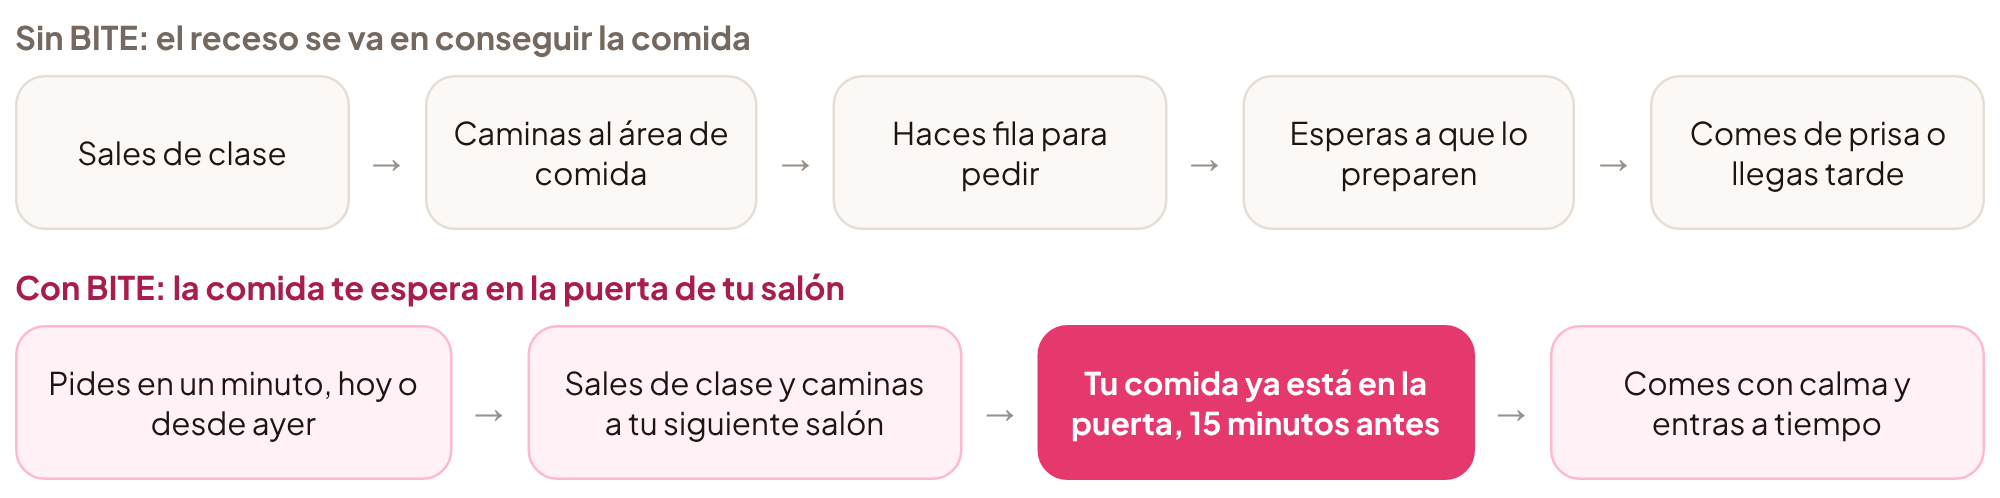 Sin BITE: el receso se va en conseguir la comida
Sales de clase
→
Caminas al área de
comida
→
Haces fila para
pedir
→
Esperas a que lo
preparen
→
Comes de prisa o
llegas tarde
Con BITE: la comida te espera en la puerta de tu salón
Pides en un minuto, hoy o
desde ayer
→
Sales de clase y caminas
a tu siguiente salón
→
Tu comida ya está en la
puerta, 15 minutos antes
→
Comes con calma y
entras a tiempo